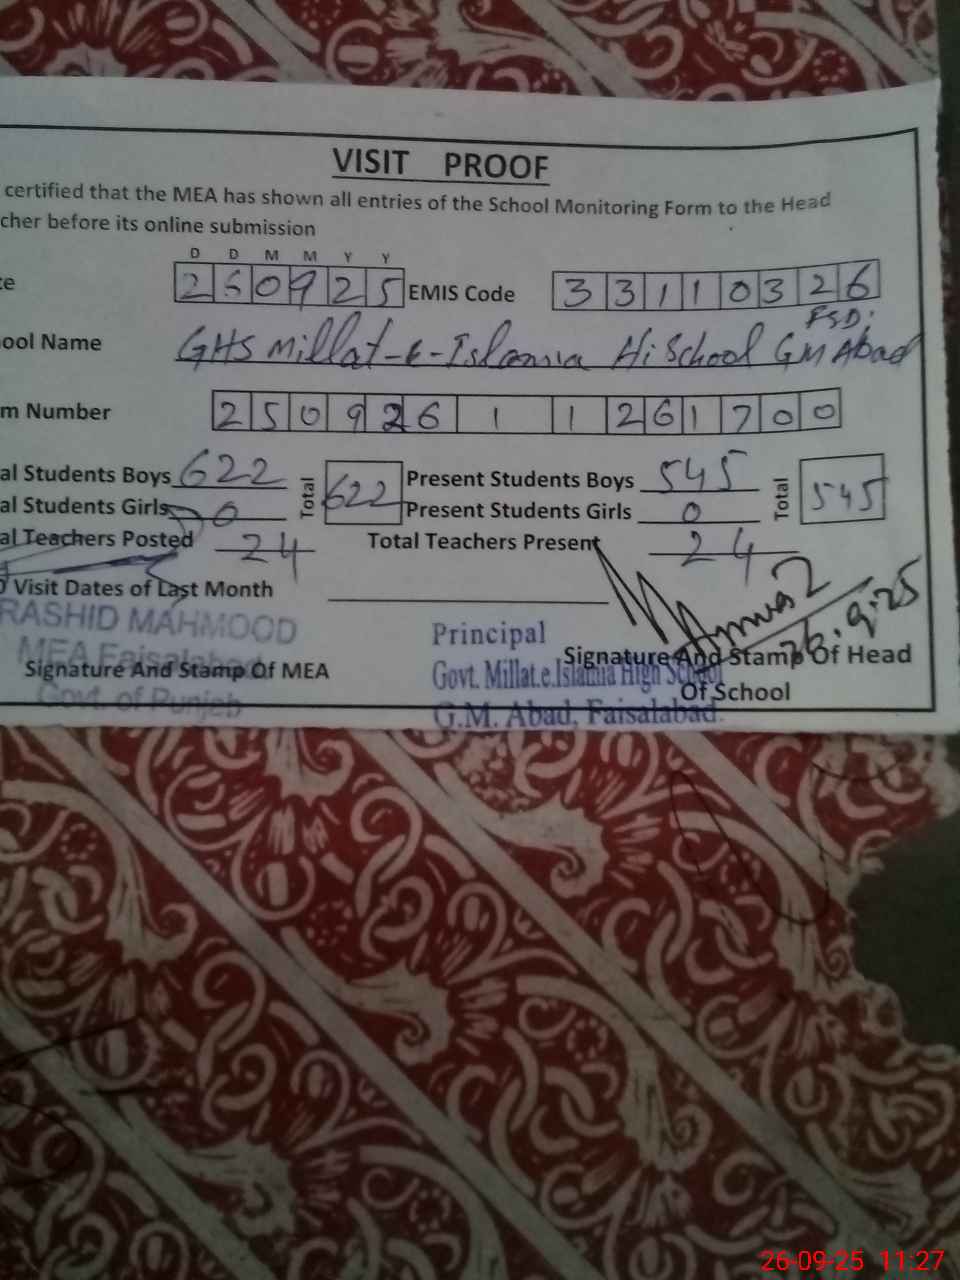 VISIT PROOF
certified that the MEA has shown all entries of the School Monitoring Form to the Head
cher before its online submission
D D M M Y Y
te 260925 EMIS Code 33110326
ool Name GHS Millat-e-Islamia Hi School GM Abad FSD.
m Number 250926 1 1 261700
al Students Boys 622 Total 622 Present Students Boys 545 Total 545
al Students Girls 0 Present Students Girls 0
al Teachers Posted 24 Total Teachers Present 24
Visit Dates of Last Month
RASHID MAHMOOD
MEA Faisalabad
Govt. of Punjab
Signature And Stamp Of MEA
Principal
Govt. Millat.e.Islamia High School
G.M. Abad, Faisalabad.
26.9.25
Signature And Stamp Of Head
Of School
26-09-25 11:27